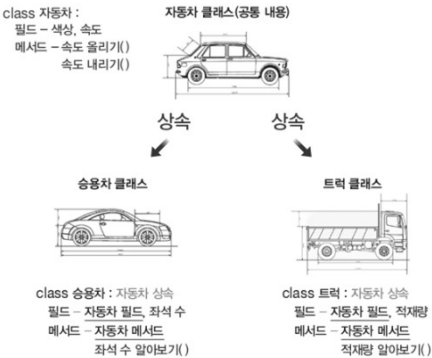 class 자동차 :
필드 – 색상, 속도
메서드 – 속도 올리기()
속도 내리기()
자동차 클래스(공통 내용)
상속
상속
승용차 클래스
트럭 클래스
class 승용차 : 자동차 상속
필드 – 자동차 필드, 좌석 수
메서드 – 자동차 메서드
좌석 수 알아보기()
class 트럭 : 자동차 상속
필드 – 자동차 필드, 적재량
메서드 – 자동차 메서드
적재량 알아보기()